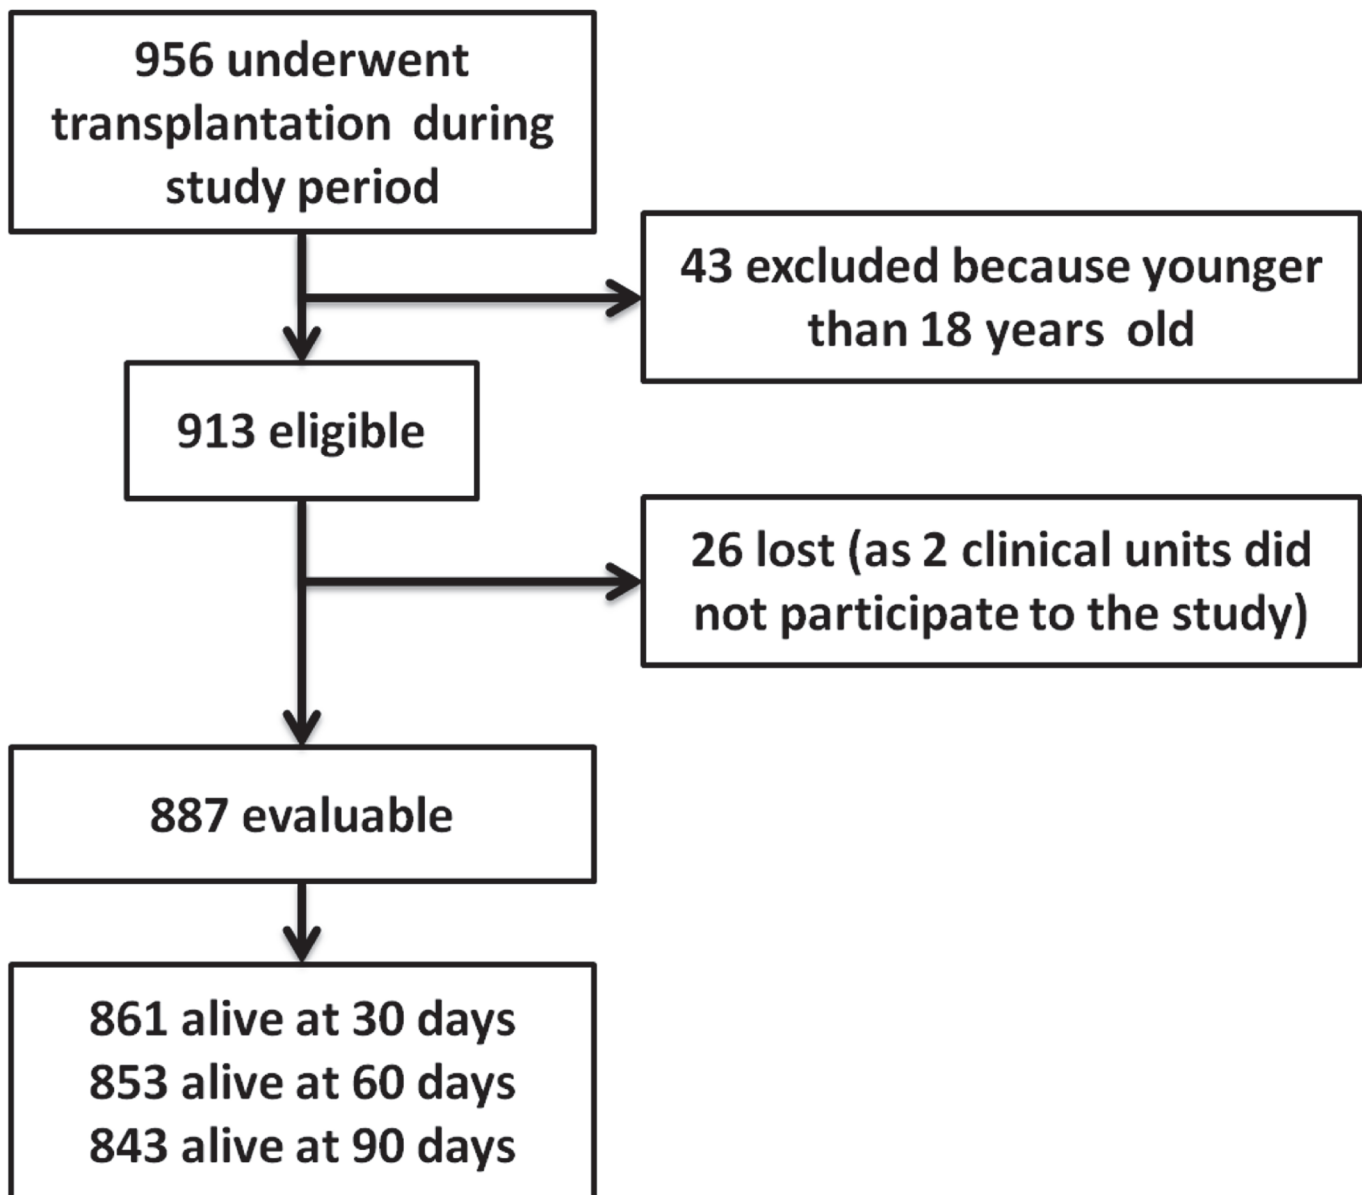 956 underwent
transplantation during
study period
43 excluded because younger
than 18 years old
913 eligible
26 lost (as 2 clinical units did
not participate to the study)
887 evaluable
861 alive at 30 days
853 alive at 60 days
843 alive at 90 days